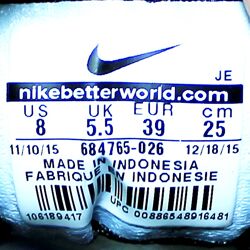 JE
nikebetterworld.com
US UK EUR cm
8 5.5 39 25
11/10/15 684765-026 12/18/15
MADE IN INDONESIA
FABRIQUE EN INDONESIE
106189417 UPC 00886548916481